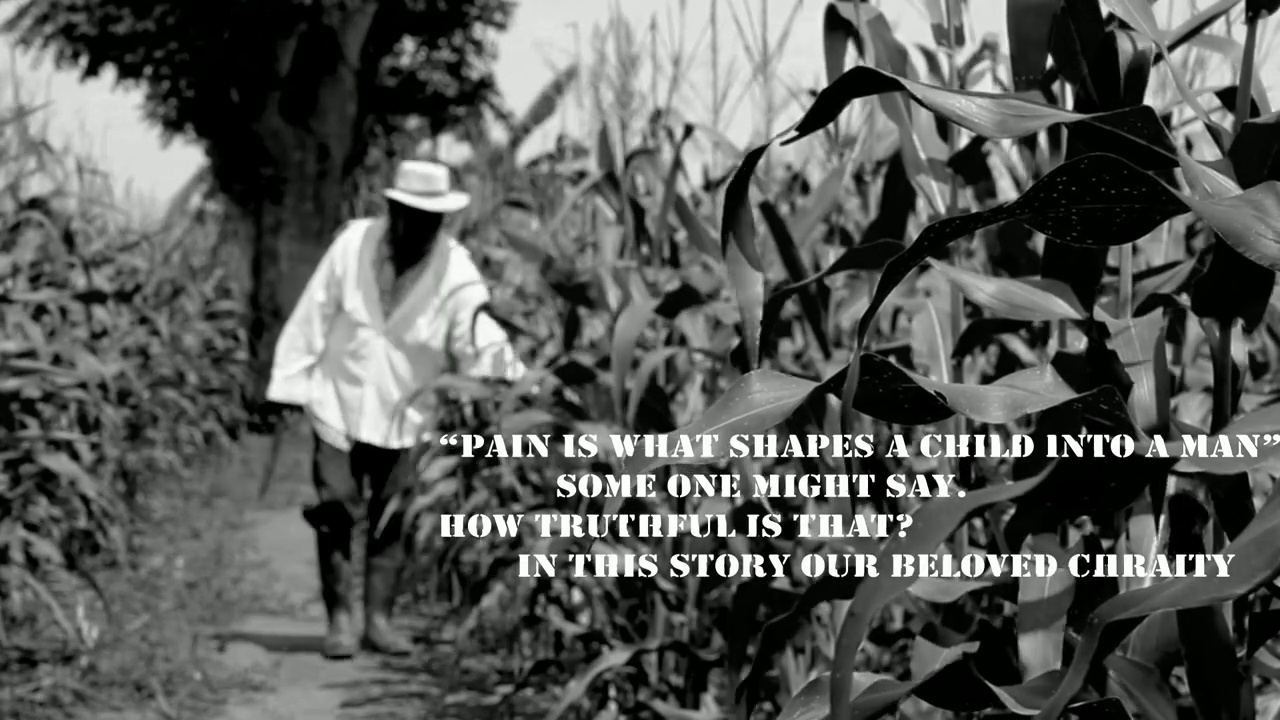 “PAIN IS WHAT SHAPES A CHILD INTO A MAN”
SOME ONE MIGHT SAY.
HOW TRUTHFUL IS THAT?
IN THIS STORY OUR BELOVED CHRAITY